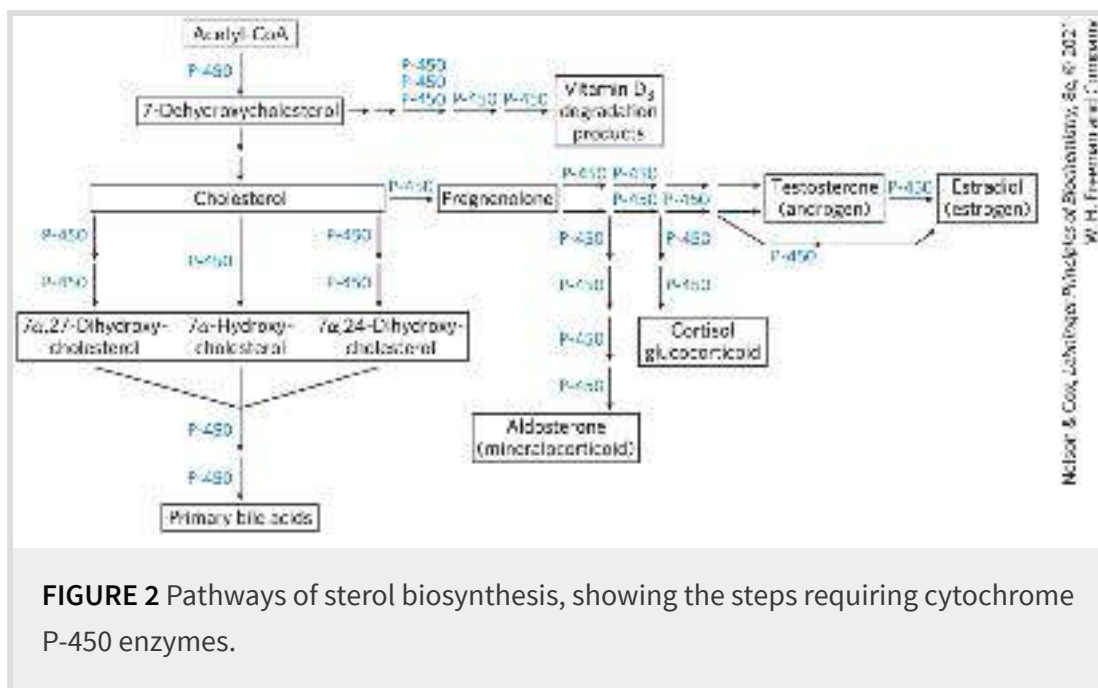 Acetyl-CoA
P-450
P-450
P-450
P-450 P-450 P-450
7-Dehydroxycholesterol
Vitamin D3
degradation
products
Cholesterol
P-450
Pregnenolone
P-450 P-450
P-450 P-450
Testosterone
(androgen)
P-450
Estradiol
(estrogen)
P-450
P-450
P-450
P-450
P-450
P-450
P-450
P-450
P-450
P-450
P-450
7α,27-Dihydroxy-
cholesterol
7α-Hydroxy-
cholesterol
7α,24-Dihydroxy-
cholesterol
Cortisol
glucocorticoid
P-450
P-450
Aldosterone
(mineralocorticoid)
P-450
P-450
Primary bile acids
Nelson & Cox, Lehninger Principles of Biochemistry, 8e, © 2021
W. H. Freeman and Company
FIGURE 2 Pathways of sterol biosynthesis, showing the steps requiring cytochrome
P-450 enzymes.